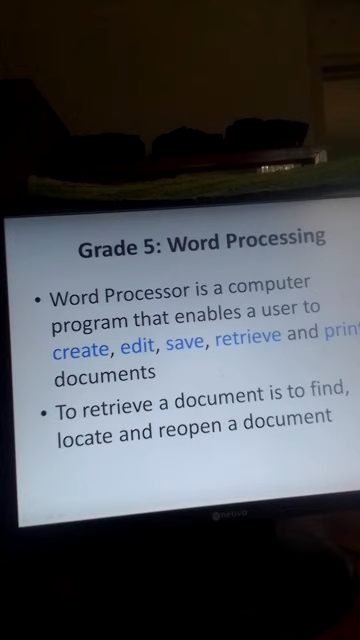 Grade 5: Word Processing
• Word Processor is a computer
program that enables a user to
create, edit, save, retrieve and print
documents
• To retrieve a document is to find,
locate and reopen a document